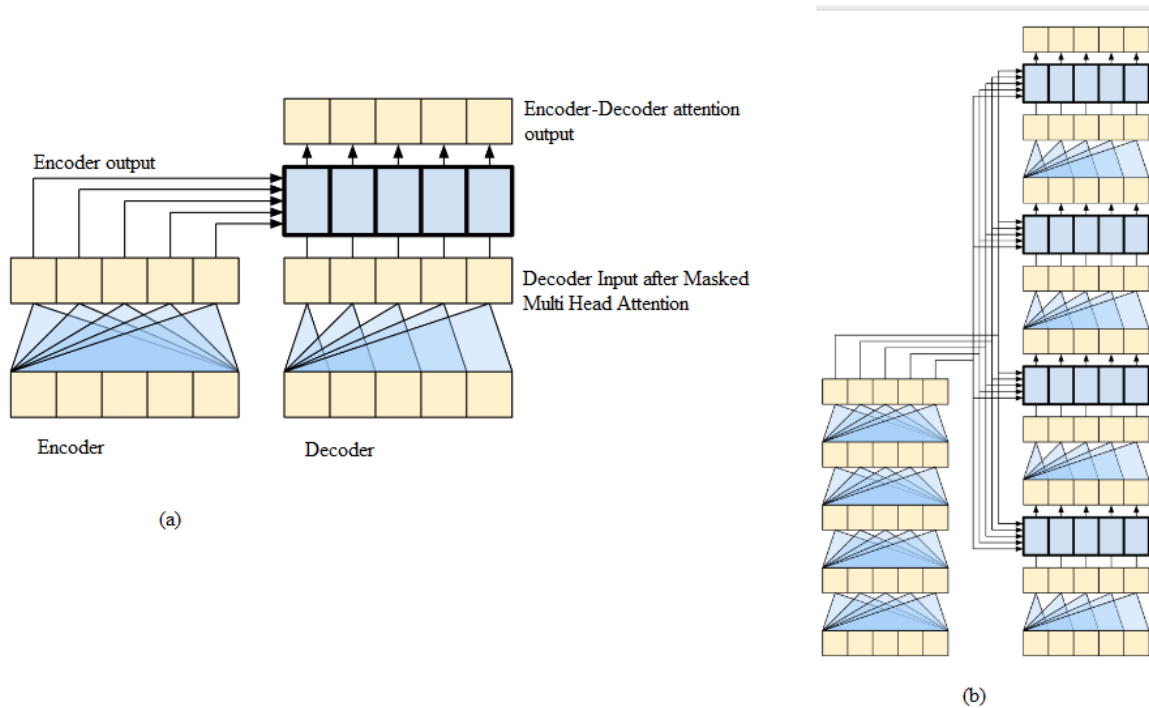 Encoder-Decoder attention
output
Encoder output
Decoder Input after Masked
Multi Head Attention
Encoder
Decoder
(a)
(b)